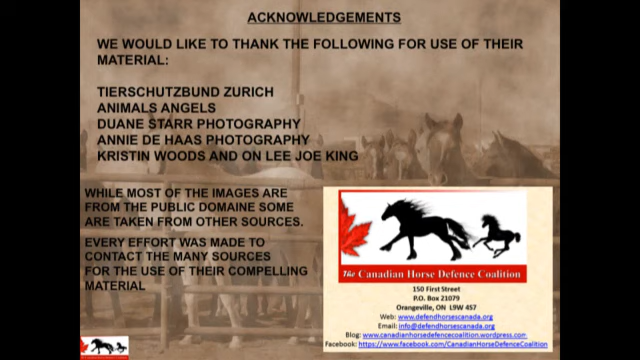 ACKNOWLEDGEMENTS
WE WOULD LIKE TO THANK THE FOLLOWING FOR USE OF THEIR
MATERIAL:
TIERSCHUTZBUND ZURICH
ANIMALS ANGELS
DUANE STARR PHOTOGRAPHY
ANNIE DE HAAS PHOTOGRAPHY
KRISTIN WOODS AND ON LEE JOE KING
WHILE MOST OF THE IMAGES ARE
FROM THE PUBLIC DOMAINE SOME
ARE TAKEN FROM OTHER SOURCES.
EVERY EFFORT WAS MADE TO
CONTACT THE MANY SOURCES
FOR THE USE OF THEIR COMPELLING
MATERIAL
The Canadian Horse Defence Coalition
150 First Street
P.O. Box 21079
Orangeville, ON L9W 4S7
Web: www.defendhorsescanada.org
Email: info@defendhorsescanada.org
Blog: www.canadianhorsedefencecoalition.wordpress.com
Facebook: https://www.facebook.com/CanadianHorseDefenceCoalition